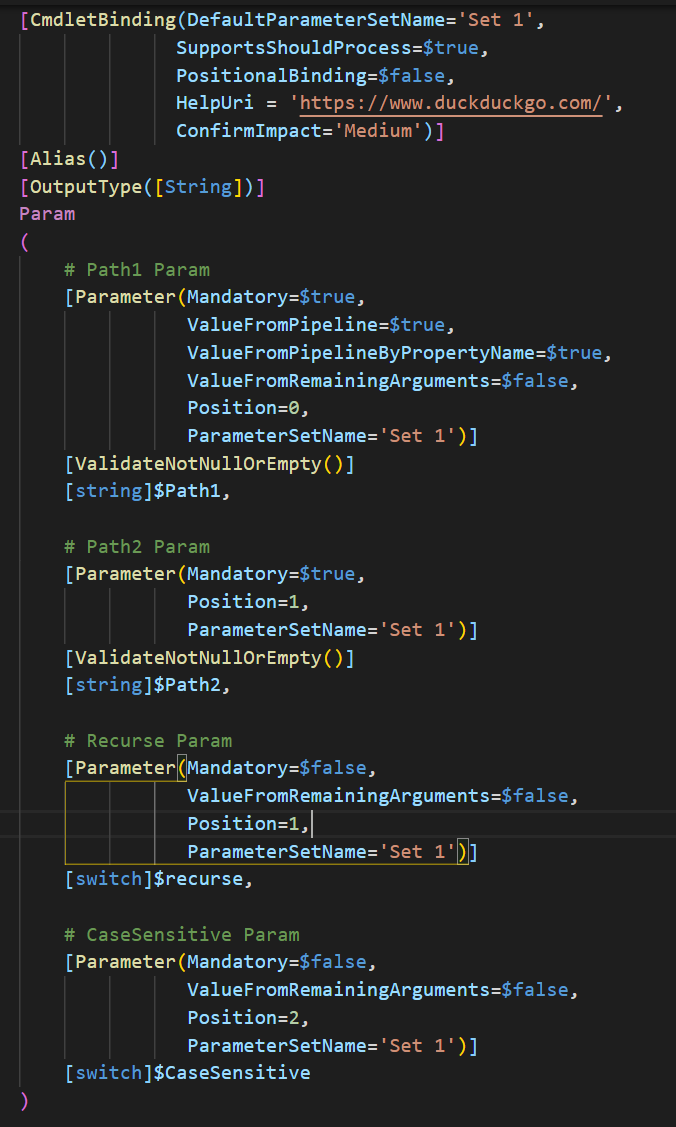 [CmdletBinding(DefaultParameterSetName='Set 1',
SupportsShouldProcess=$true,
PositionalBinding=$false,
HelpUri = 'https://www.duckduckgo.com/',
ConfirmImpact='Medium')]
[Alias()]
[OutputType([String])]
Param
(
# Path1 Param
[Parameter(Mandatory=$true,
ValueFromPipeline=$true,
ValueFromPipelineByPropertyName=$true,
ValueFromRemainingArguments=$false,
Position=0,
ParameterSetName='Set 1')]
[ValidateNotNullOrEmpty()]
[string]$Path1,
# Path2 Param
[Parameter(Mandatory=$true,
Position=1,
ParameterSetName='Set 1')]
[ValidateNotNullOrEmpty()]
[string]$Path2,
# Recurse Param
[Parameter(Mandatory=$false,
ValueFromRemainingArguments=$false,
Position=1,
ParameterSetName='Set 1')]
[switch]$recurse,
# CaseSensitive Param
[Parameter(Mandatory=$false,
ValueFromRemainingArguments=$false,
Position=2,
ParameterSetName='Set 1')]
[switch]$CaseSensitive
)